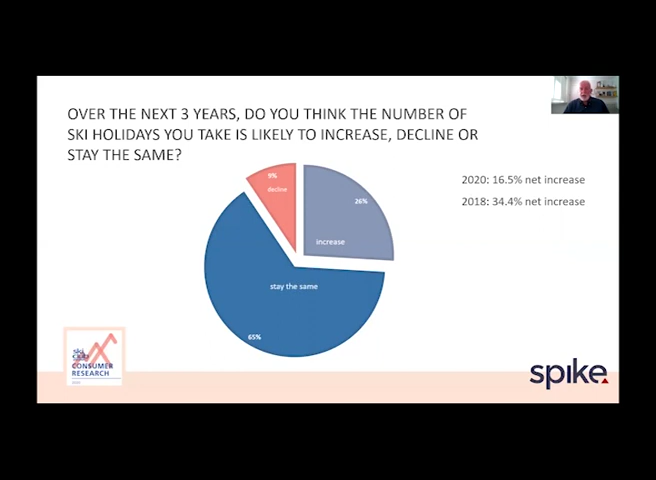 OVER THE NEXT 3 YEARS, DO YOU THINK THE NUMBER OF
SKI HOLIDAYS YOU TAKE IS LIKELY TO INCREASE, DECLINE OR
STAY THE SAME?
9%
decline
26%
increase
2020: 16.5% net increase
2018: 34.4% net increase
stay the same
65%
ski
CONSUMER
RESEARCH
spike